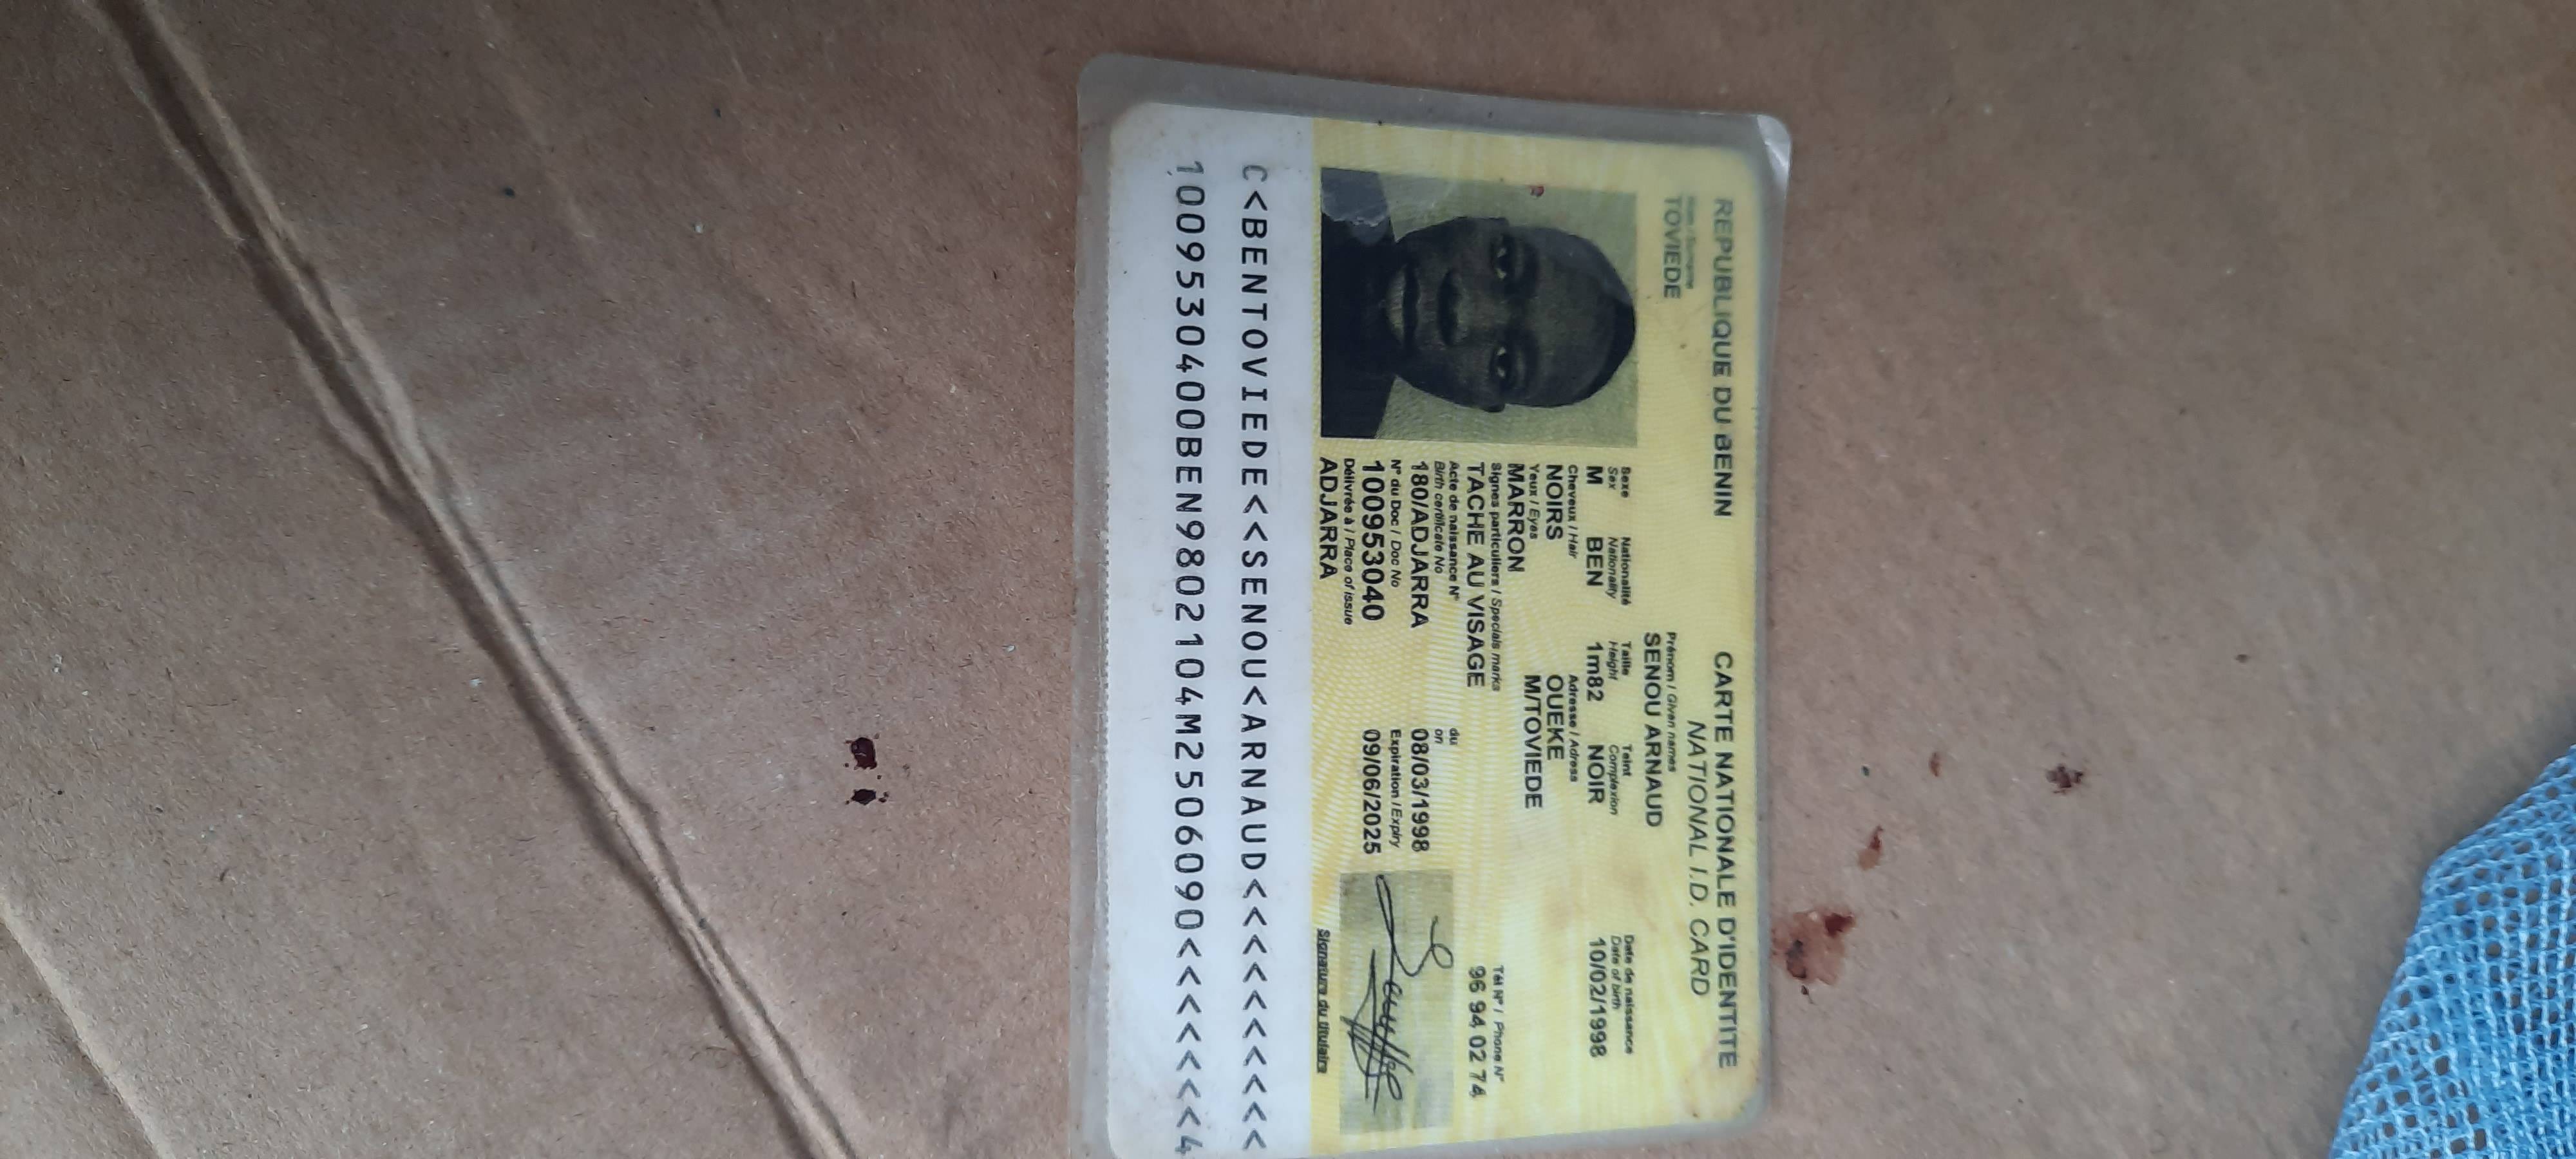 REPUBLIQUE DU BENIN
CARTE NATIONALE D'IDENTITE
NATIONAL I.D. CARD
Nom / Surname
TOVIEDE
Prénom / Given names
SENOU ARNAUD
Sexe Nationalité Taille Teint Date de naissance
Sex Nationality Height Complexion Date of birth
M BEN 1m82 NOIR 10/02/1998
Cheveux / Hair Adresse / Adress
NOIRS OUEKE
Yeux / Eyes
MARRON M/TOVIEDE
Signes particuliers / Specials marks Tél N° / Phone N°
TACHE AU VISAGE 96 94 02 74
Acte de naissance N° du
Birth certificate No on
180/ADJARRA 08/03/1998
N° du Doc / Doc No Expiration / Expiry
100953040 09/06/2025
Délivrée à / Place of issue
ADJARRA
Signature du titulaire
C<BENTOVIEDE<<SENOU<ARNAUD<<<<<<<<<<
1009530400BEN9802104M2506090<<<<<<<4